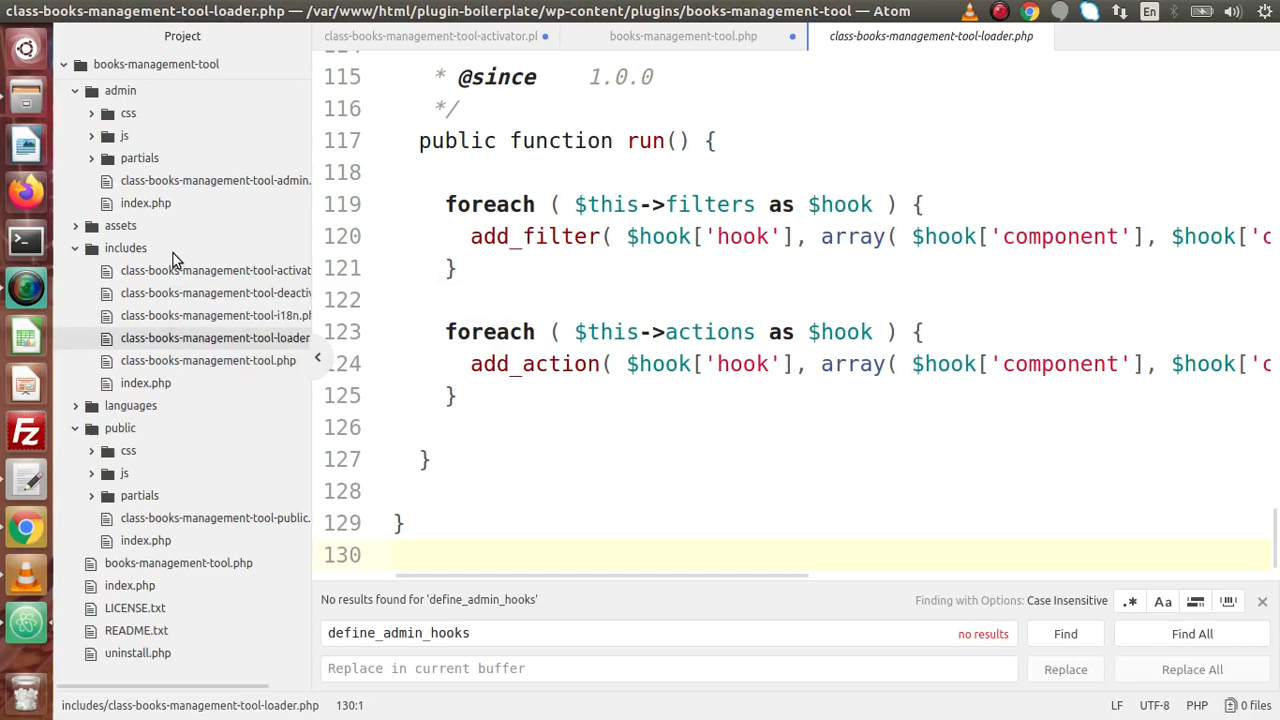 class-books-management-tool-loader.php — /var/www/html/plugin-boilerplate/wp-content/plugins/books-management-tool — Atom
En
Project
class-books-management-tool-activator.pl
books-management-tool.php
class-books-management-tool-loader.php
books-management-tool
admin
css
js
partials
class-books-management-tool-admin.
index.php
assets
includes
class-books-management-tool-activat
class-books-management-tool-deactiv
class-books-management-tool-i18n.ph
class-books-management-tool-loader
class-books-management-tool.php
index.php
languages
public
css
js
partials
class-books-management-tool-public.
index.php
books-management-tool.php
index.php
LICENSE.txt
README.txt
uninstall.php
115 * @since 1.0.0
116 */
117 public function run() {
118
119 foreach ( $this->filters as $hook ) {
120 add_filter( $hook['hook'], array( $hook['component'], $hook['c
121 }
122
123 foreach ( $this->actions as $hook ) {
124 add_action( $hook['hook'], array( $hook['component'], $hook['c
125 }
126
127 }
128
129 }
130
No results found for 'define_admin_hooks'
Finding with Options: Case Insensitive
.* Aa
define_admin_hooks
no results
Find
Find All
Replace in current buffer
Replace
Replace All
includes/class-books-management-tool-loader.php 130:1
LF UTF-8 PHP 0 files